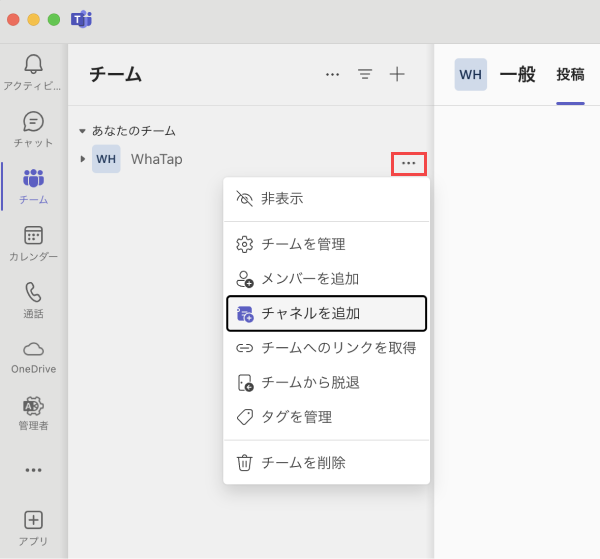 アクティビ...
チャット
チーム
カレンダー
通話
OneDrive
管理者
アプリ
チーム
あなたのチーム
WH WhaTap
非表示
チームを管理
メンバーを追加
チャネルを追加
チームへのリンクを取得
チームから脱退
タグを管理
チームを削除
WH 一般 投稿